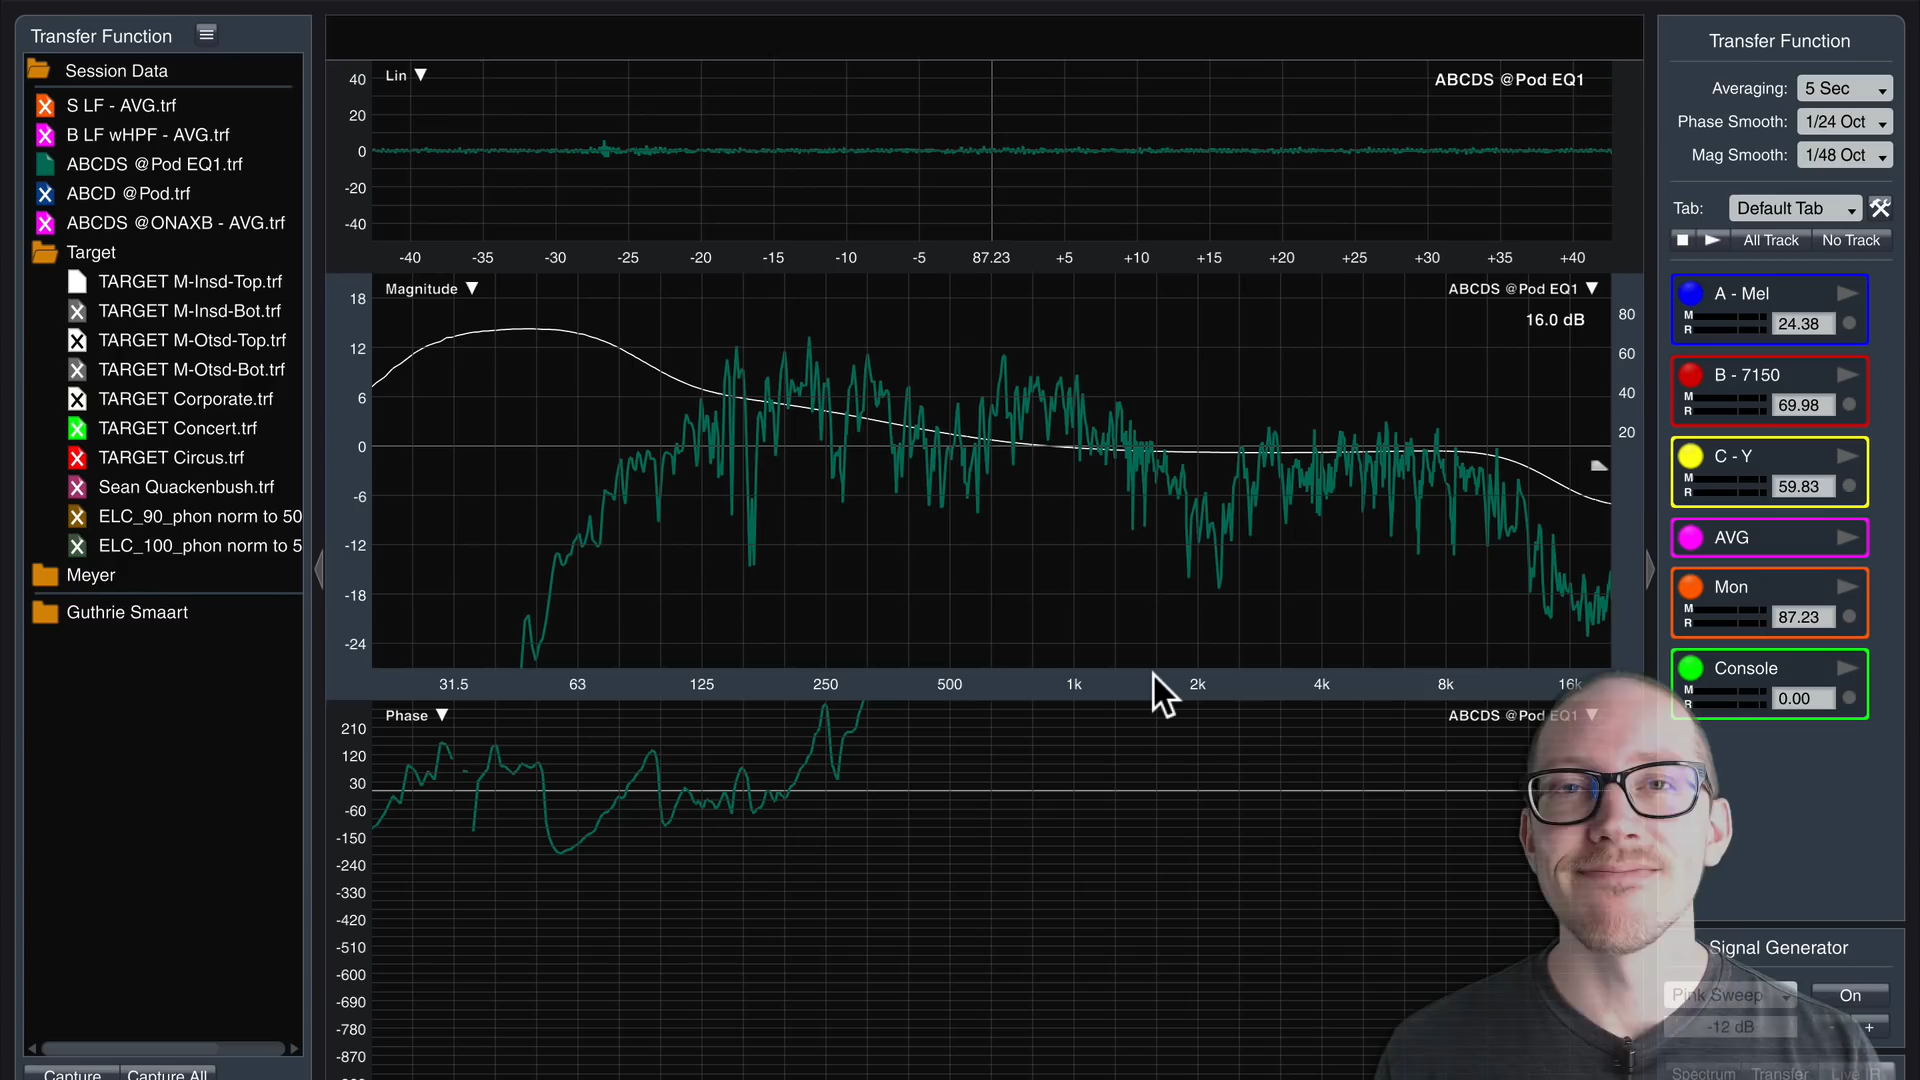 Transfer Function
Session Data
S LF - AVG.trf
B LF wHPF - AVG.trf
ABCDS @Pod EQ1.trf
ABCD @Pod.trf
ABCDS @ONAXB - AVG.trf
Target
TARGET M-Insd-Top.trf
TARGET M-Insd-Bot.trf
TARGET M-Otsd-Top.trf
TARGET M-Otsd-Bot.trf
TARGET Corporate.trf
TARGET Concert.trf
TARGET Circus.trf
Sean Quackenbush.trf
ELC_90_phon norm to 50
ELC_100_phon norm to 5
Meyer
Guthrie Smaart
Capture Capture All
Lin ABCDS @Pod EQ1
40
20
0
-20
-40
-40 -35 -30 -25 -20 -15 -10 -5 87.23 +5 +10 +15 +20 +25 +30 +35 +40
Magnitude ABCDS @Pod EQ1
16.0 dB
18
12
6
0
-6
-12
-18
-24
80
60
40
20
31.5 63 125 250 500 1k 2k 4k 8k 16k
Phase ABCDS @Pod EQ1
210
120
30
-60
-150
-240
-330
-420
-510
-600
-690
-780
-870
Transfer Function
Averaging: 5 Sec
Phase Smooth: 1/24 Oct
Mag Smooth: 1/48 Oct
Tab: Default Tab
All Track No Track
A - Mel
M
R 24.38
B - 7150
M
R 69.98
C - Y
M
R 59.83
AVG
Mon
M
R 87.23
Console
M
R 0.00
Signal Generator
Pink Sweep On
-12 dB - +
Spectrum Transfer Live IR